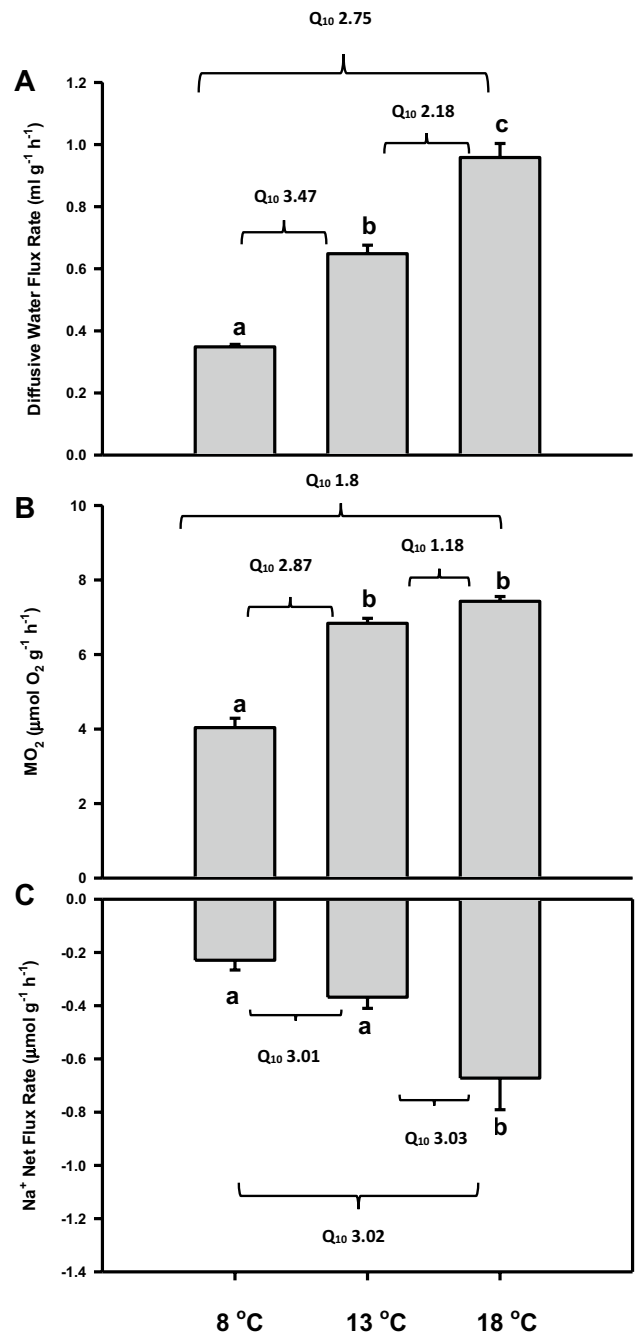 Q₁₀ 2.75
A
1.2
Q₁₀ 2.18
c
1.0
Q₁₀ 3.47
0.8
b
0.6
a
0.4
0.2
0.0
Diffusive Water Flux Rate (ml g⁻¹ h⁻¹)
Q₁₀ 1.8
B
10
Q₁₀ 1.18
Q₁₀ 2.87
8
b
b
6
a
4
2
0
MO₂ (µmol O₂ g⁻¹ h⁻¹)
C
0.0
-0.2
a
-0.4
a
Q₁₀ 3.01
-0.6
-0.8
b
Q₁₀ 3.03
-1.0
-1.2
Q₁₀ 3.02
-1.4
Na⁺ Net Flux Rate (µmol g⁻¹ h⁻¹)
8 °C 13 °C 18 °C